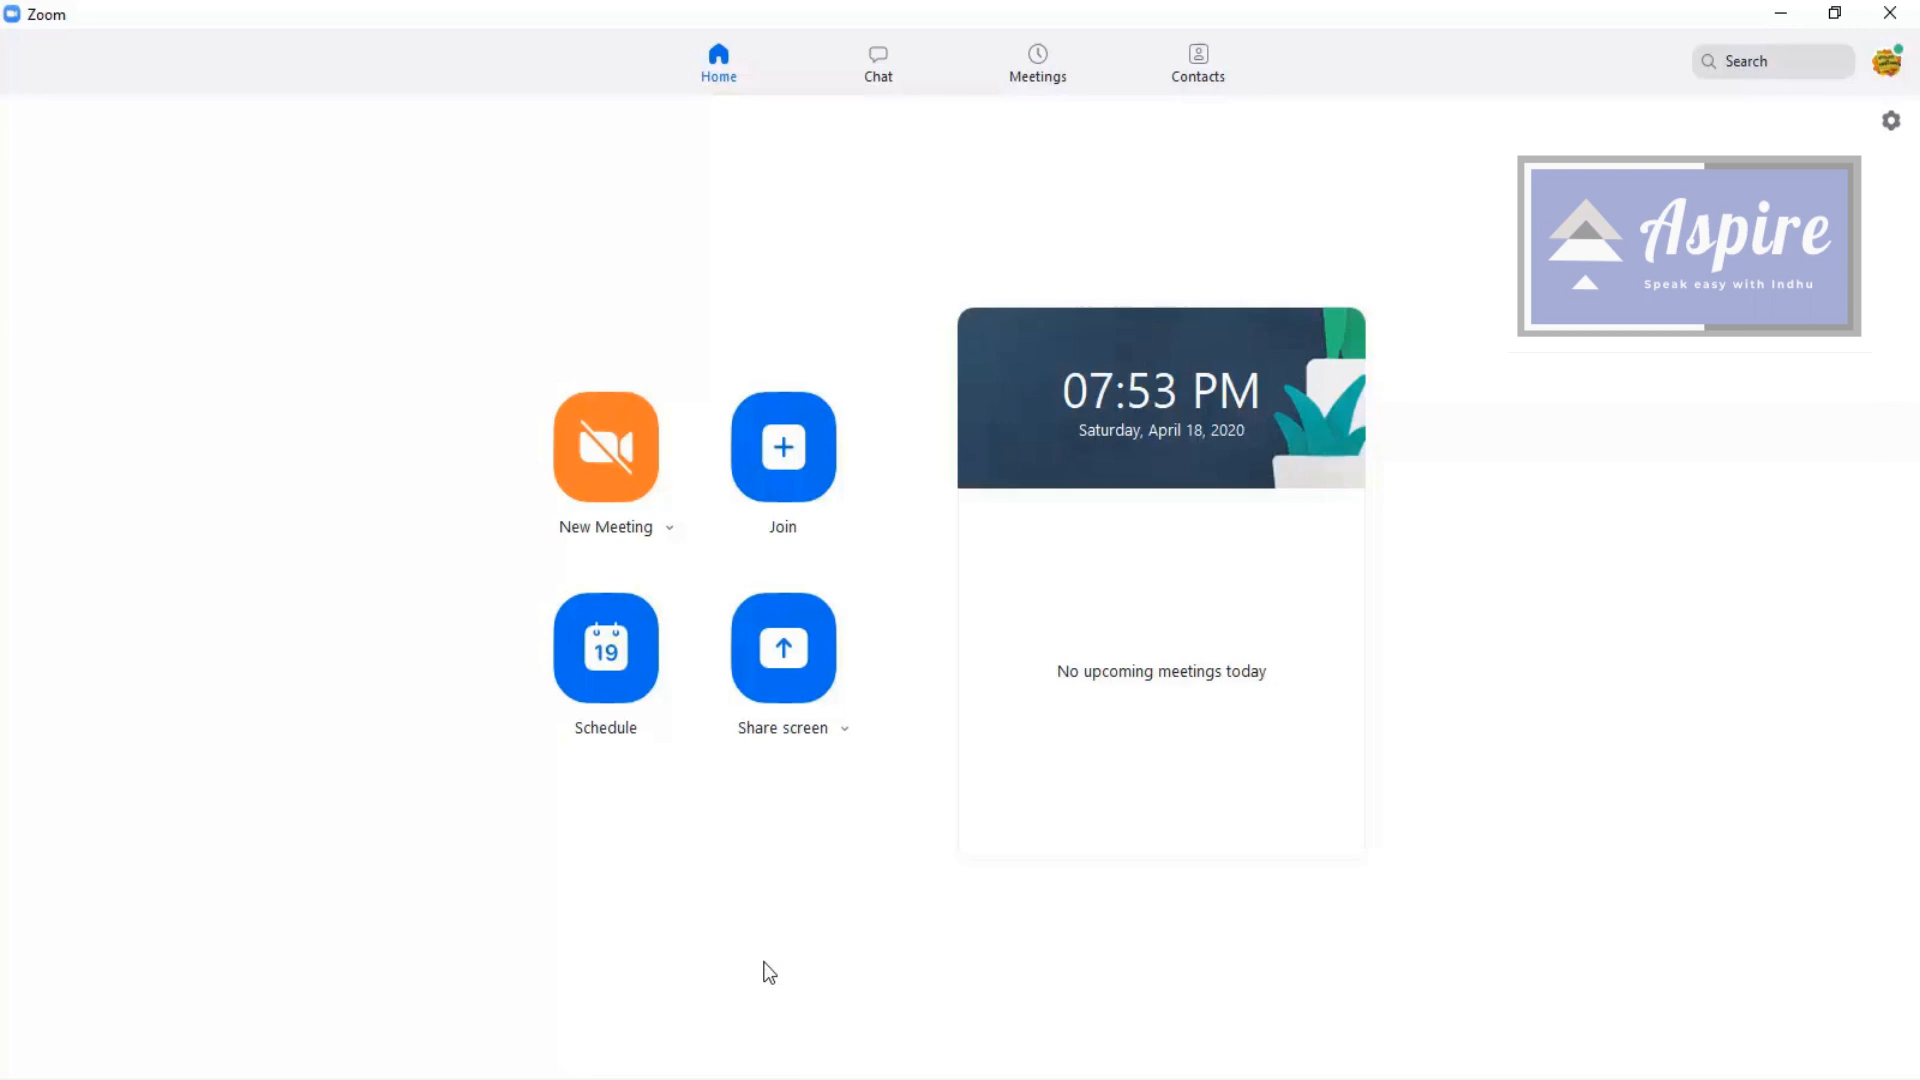 Zoom
Home
Chat
Meetings
Contacts
Search
Aspire
Speak easy with Indhu
07:53 PM
Saturday, April 18, 2020
New Meeting
Join
19
Schedule
Share screen
No upcoming meetings today